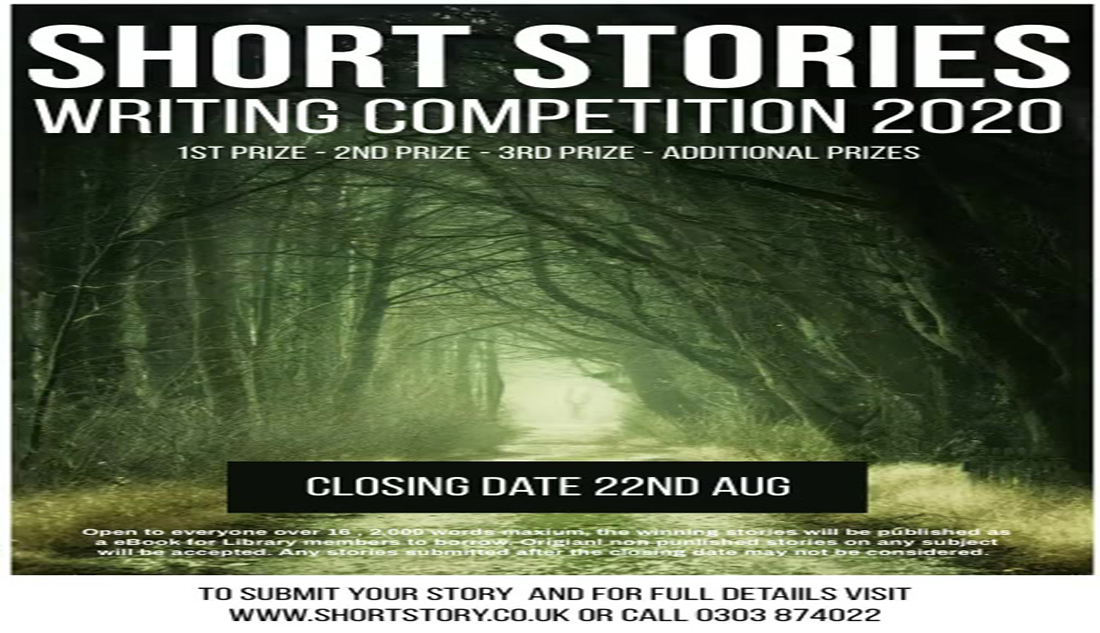 SHORT STORIES
WRITING COMPETITION 2020
1ST PRIZE - 2ND PRIZE - 3RD PRIZE - ADDITIONAL PRIZES
CLOSING DATE 22ND AUG
Open to everyone over 16 , 2,000 words maxium, the winning stories will be published as
a eBook for Library members to borrow. Origianl non punlished stories on any subject
will be accepted. Any stories submitted after the closing date may not be considered.
TO SUBMIT YOUR STORY AND FOR FULL DETAIILS VISIT
WWW.SHORTSTORY.CO.UK OR CALL 0303 874022